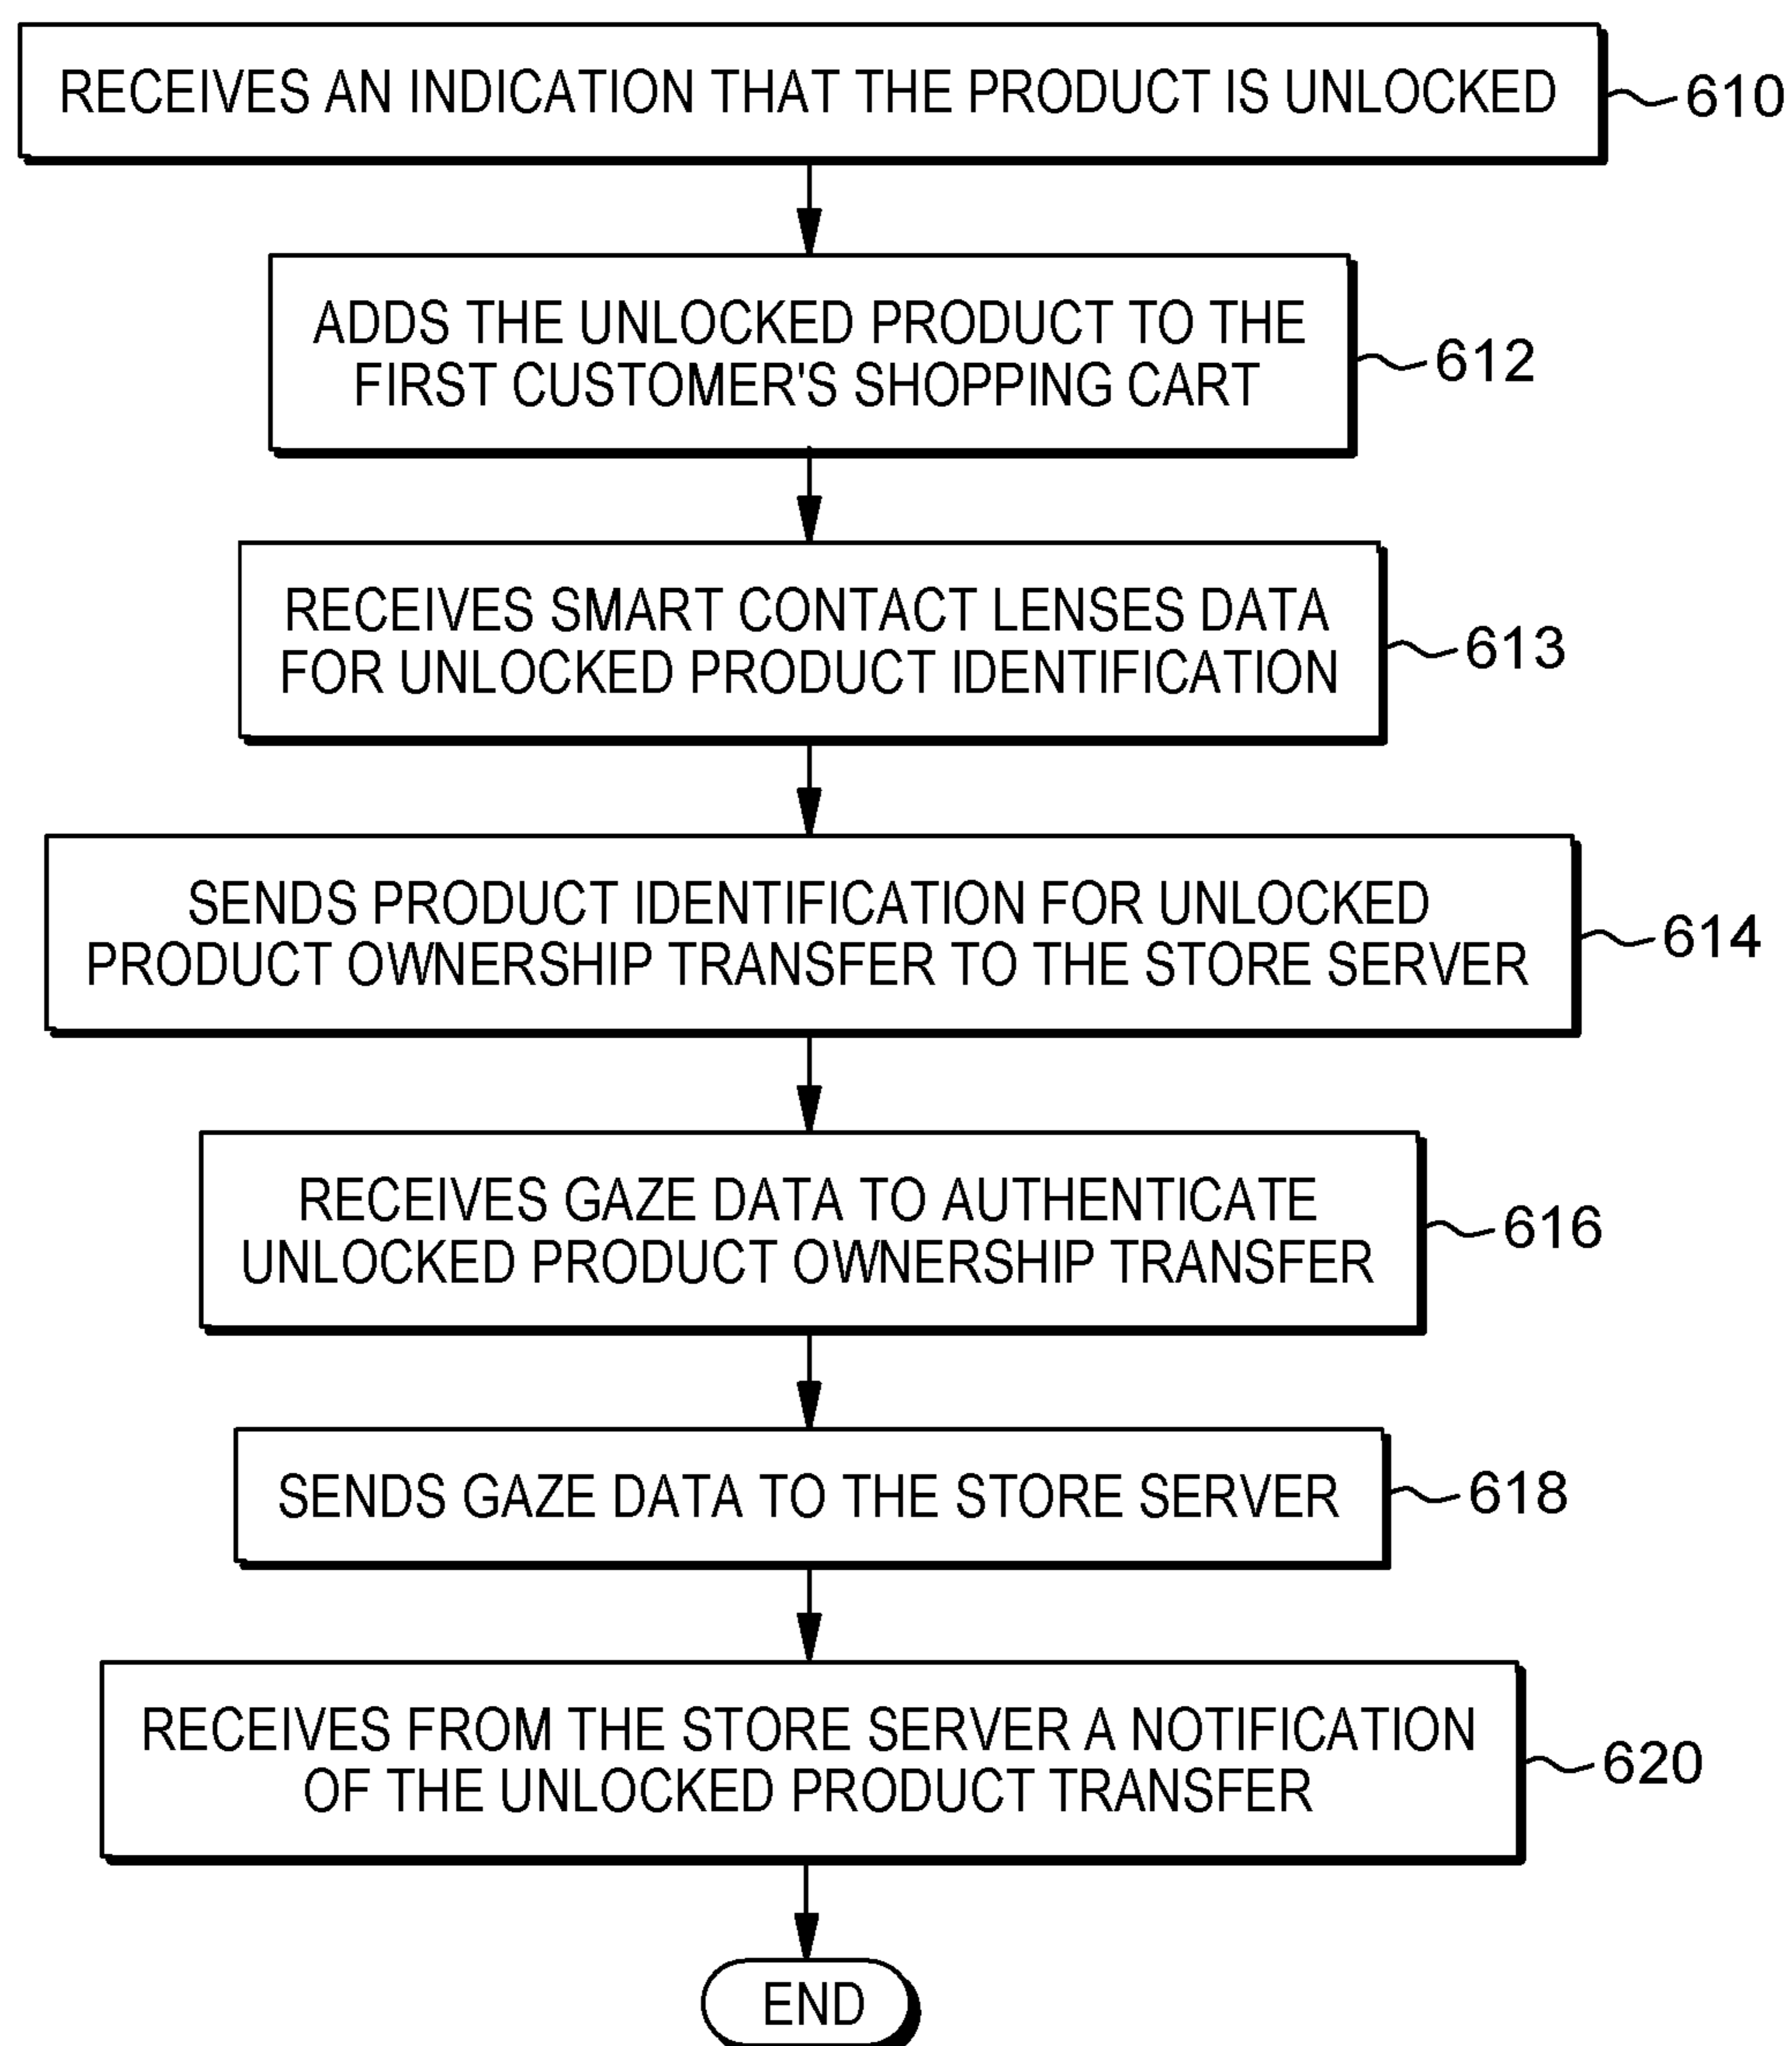 RECEIVES AN INDICATION THAT THE PRODUCT IS UNLOCKED
610
ADDS THE UNLOCKED PRODUCT TO THE
FIRST CUSTOMER'S SHOPPING CART
612
RECEIVES SMART CONTACT LENSES DATA
FOR UNLOCKED PRODUCT IDENTIFICATION
613
SENDS PRODUCT IDENTIFICATION FOR UNLOCKED
PRODUCT OWNERSHIP TRANSFER TO THE STORE SERVER
614
RECEIVES GAZE DATA TO AUTHENTICATE
UNLOCKED PRODUCT OWNERSHIP TRANSFER
616
SENDS GAZE DATA TO THE STORE SERVER
618
RECEIVES FROM THE STORE SERVER A NOTIFICATION
OF THE UNLOCKED PRODUCT TRANSFER
620
END